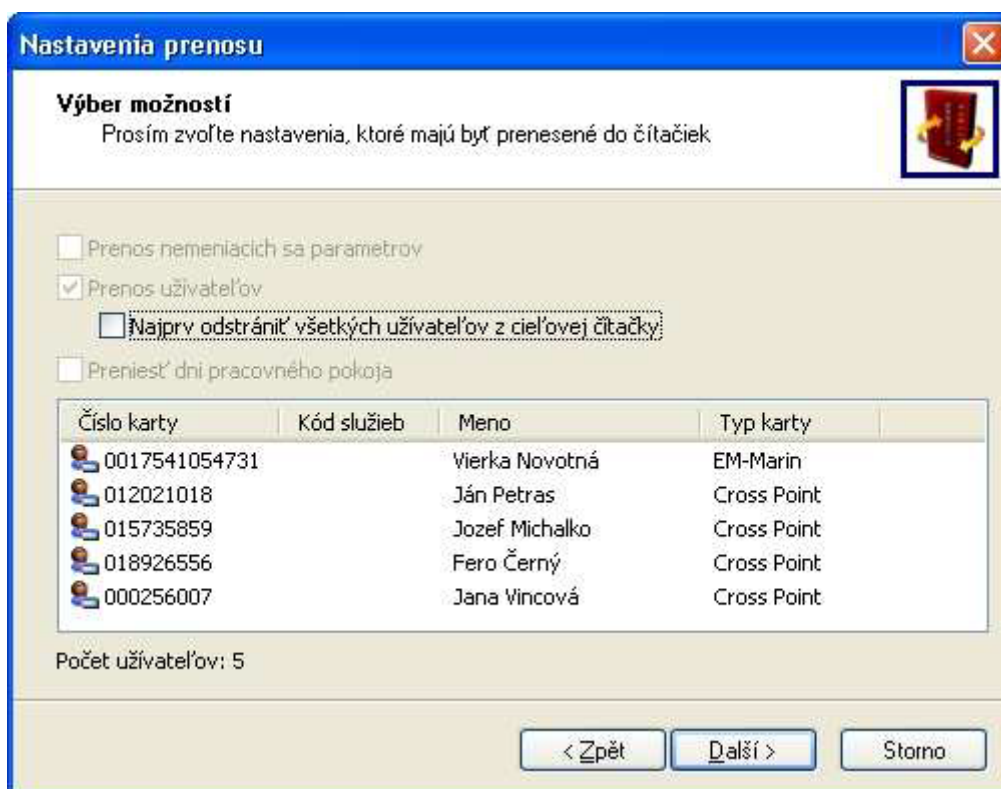 Nastavenia prenosu
Výber možností
Prosím zvoľte nastavenia, ktoré majú byť prenesené do čítačiek
Prenos nemeniacich sa parametrov
Prenos užívateľov
Najprv odstrániť všetkých užívateľov z cieľovej čítačky
Preniesť dni pracovného pokoja
Číslo karty Kód služieb Meno Typ karty
0017541054731 Vierka Novotná EM-Marin
012021018 Ján Petras Cross Point
015735859 Jozef Michalko Cross Point
018926556 Fero Černý Cross Point
000256007 Jana Vincová Cross Point
Počet užívateľov: 5
< Zpět Další > Storno